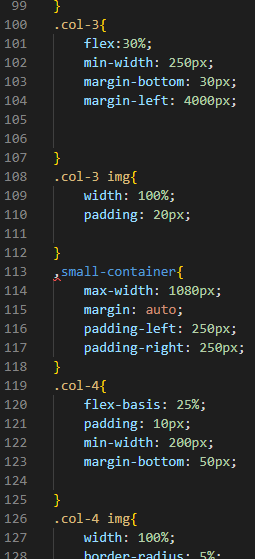 99 }
100 .col-3{
101 flex:30%;
102 min-width: 250px;
103 margin-bottom: 30px;
104 margin-left: 4000px;
105
106
107 }
108 .col-3 img{
109 width: 100%;
110 padding: 20px;
111
112 }
113 ,small-container{
114 max-width: 1080px;
115 margin: auto;
116 padding-left: 250px;
117 padding-right: 250px;
118 }
119 .col-4{
120 flex-basis: 25%;
121 padding: 10px;
122 min-width: 200px;
123 margin-bottom: 50px;
124
125 }
126 .col-4 img{
127 width: 100%;
128 border-radius: 5%;